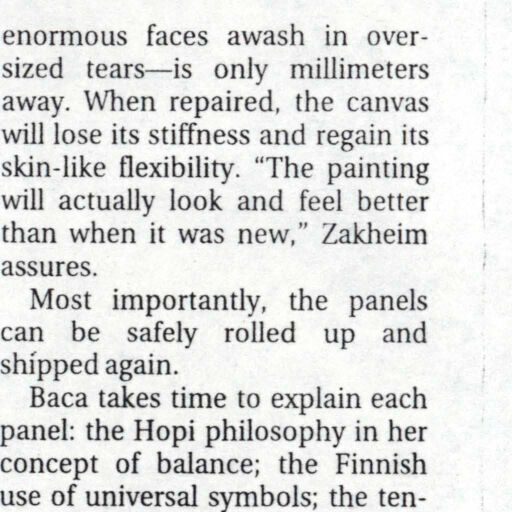 enormous faces awash in over-
sized tears—is only millimeters
away. When repaired, the canvas
will lose its stiffness and regain its
skin-like flexibility. “The painting
will actually look and feel better
than when it was new,” Zakheim
assures.
Most importantly, the panels
can be safely rolled up and
shipped again.
Baca takes time to explain each
panel: the Hopi philosophy in her
concept of balance; the Finnish
use of universal symbols; the ten-